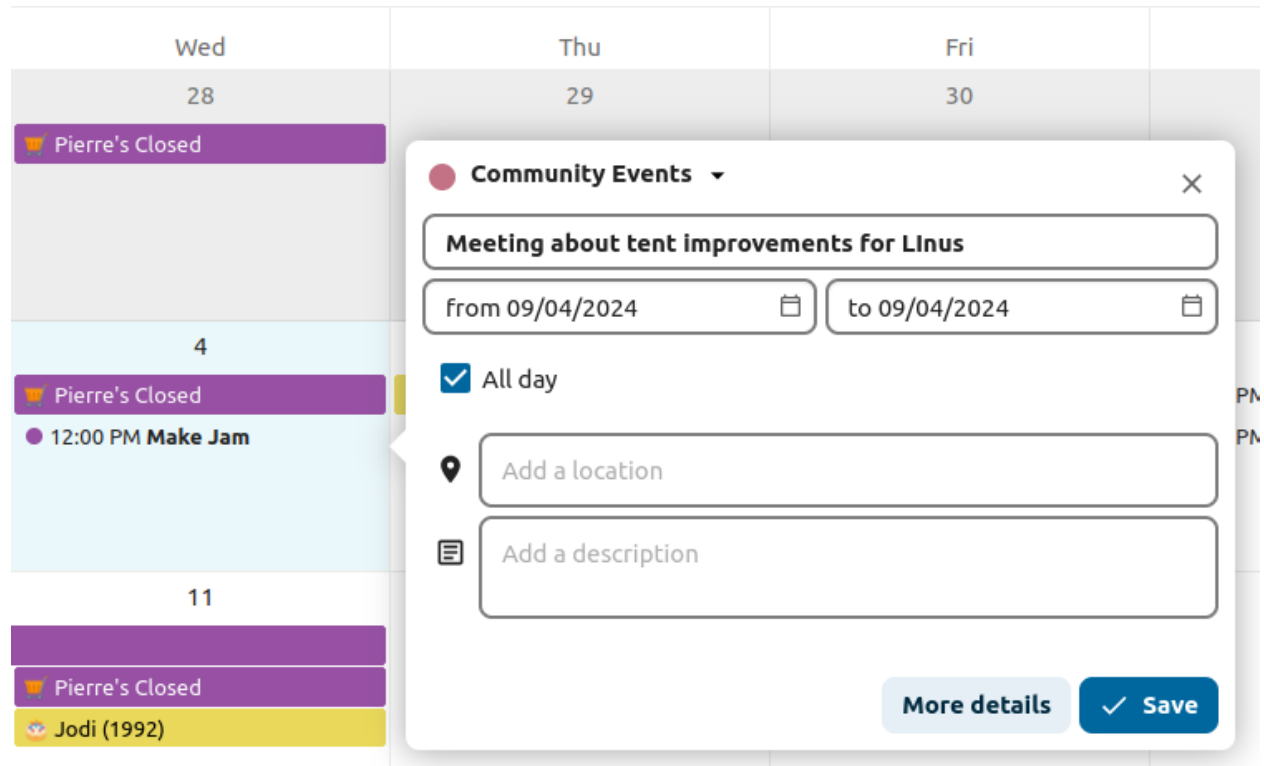 Wed Thu Fri
28 29 30
🛒 Pierre's Closed
Community Events
Meeting about tent improvements for LInus
from 09/04/2024 to 09/04/2024
4
All day
🛒 Pierre's Closed
PM
12:00 PM Make Jam
PM
Add a location
Add a description
11
🛒 Pierre's Closed
🎂 Jodi (1992)
More details Save